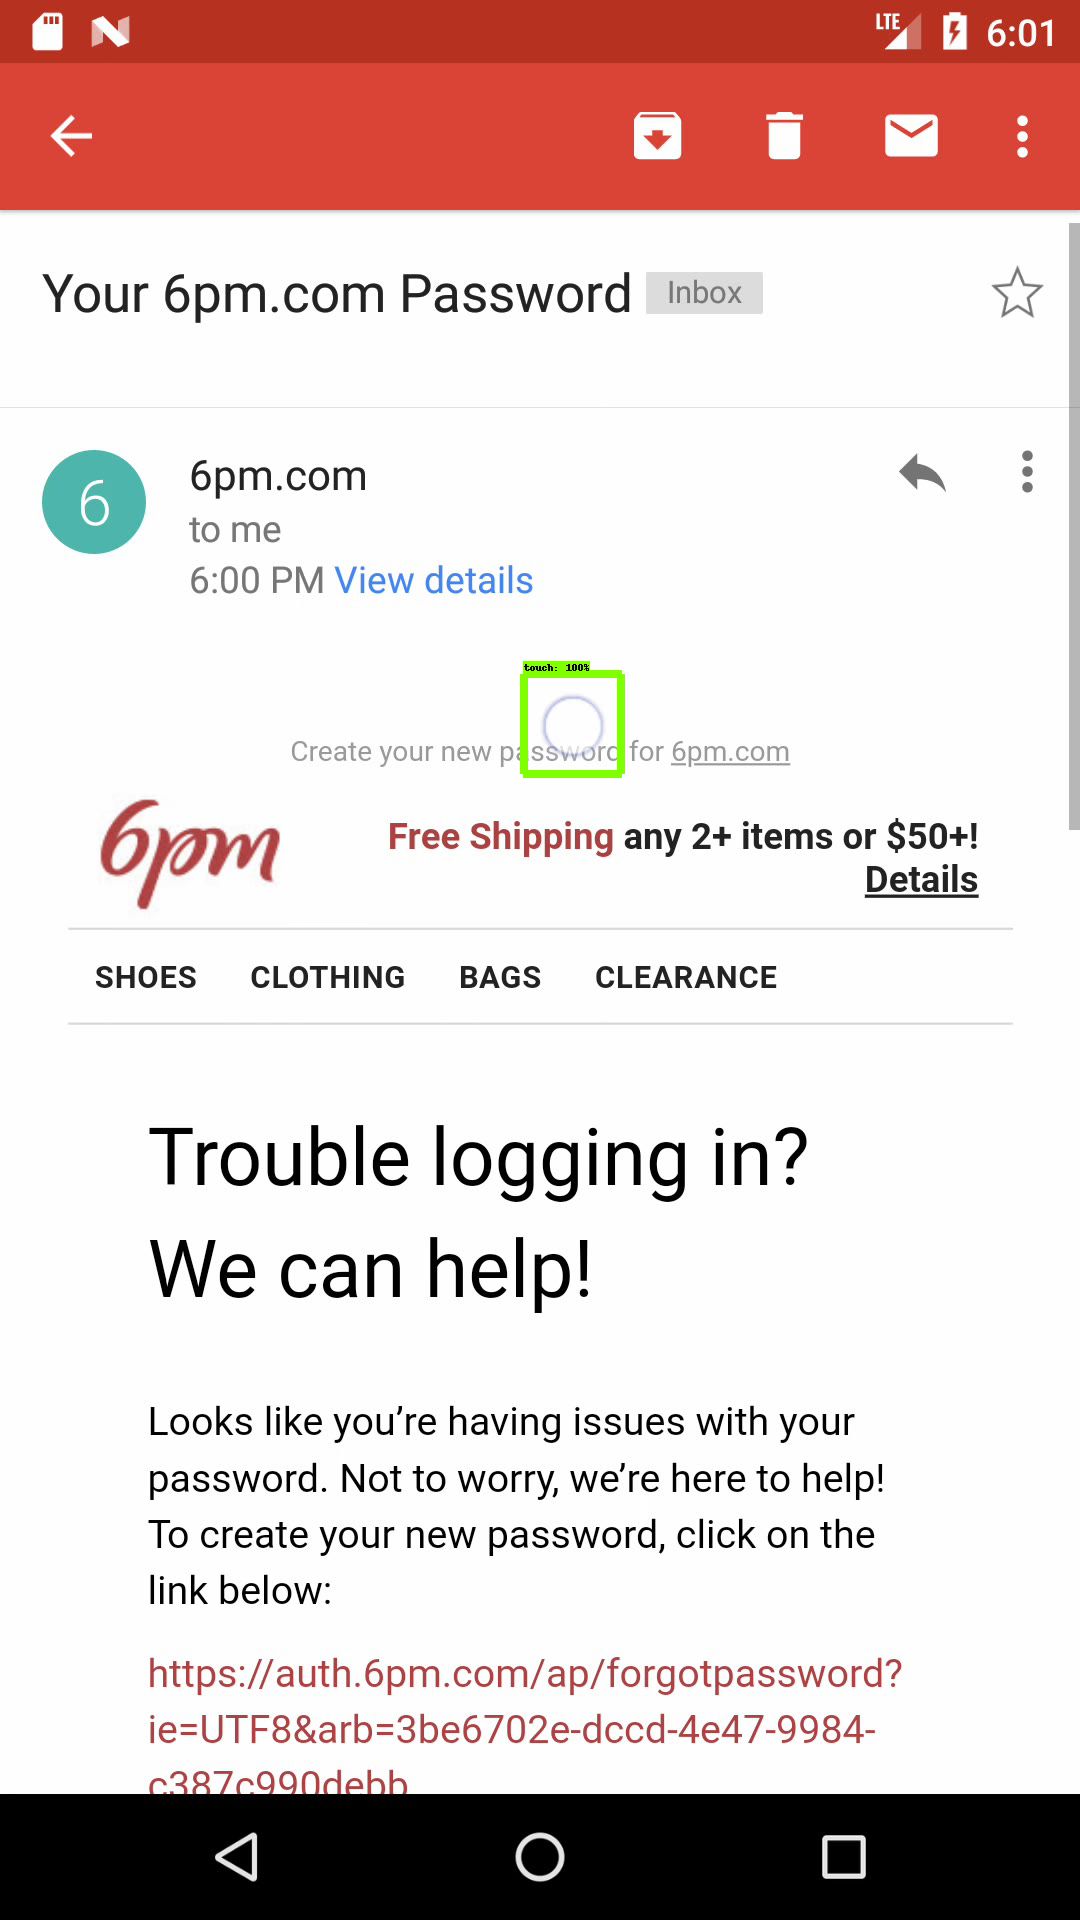 LTE 6:01
Your 6pm.com Password Inbox
6
6pm.com
to me
6:00 PM View details
touch: 100%
Create your new password for 6pm.com
6pm
Free Shipping any 2+ items or $50+!
Details
SHOES CLOTHING BAGS CLEARANCE
Trouble logging in?
We can help!
Looks like you’re having issues with your
password. Not to worry, we’re here to help!
To create your new password, click on the
link below:
https://auth.6pm.com/ap/forgotpassword?
ie=UTF8&arb=3be6702e-dccd-4e47-9984-
c387c990debb